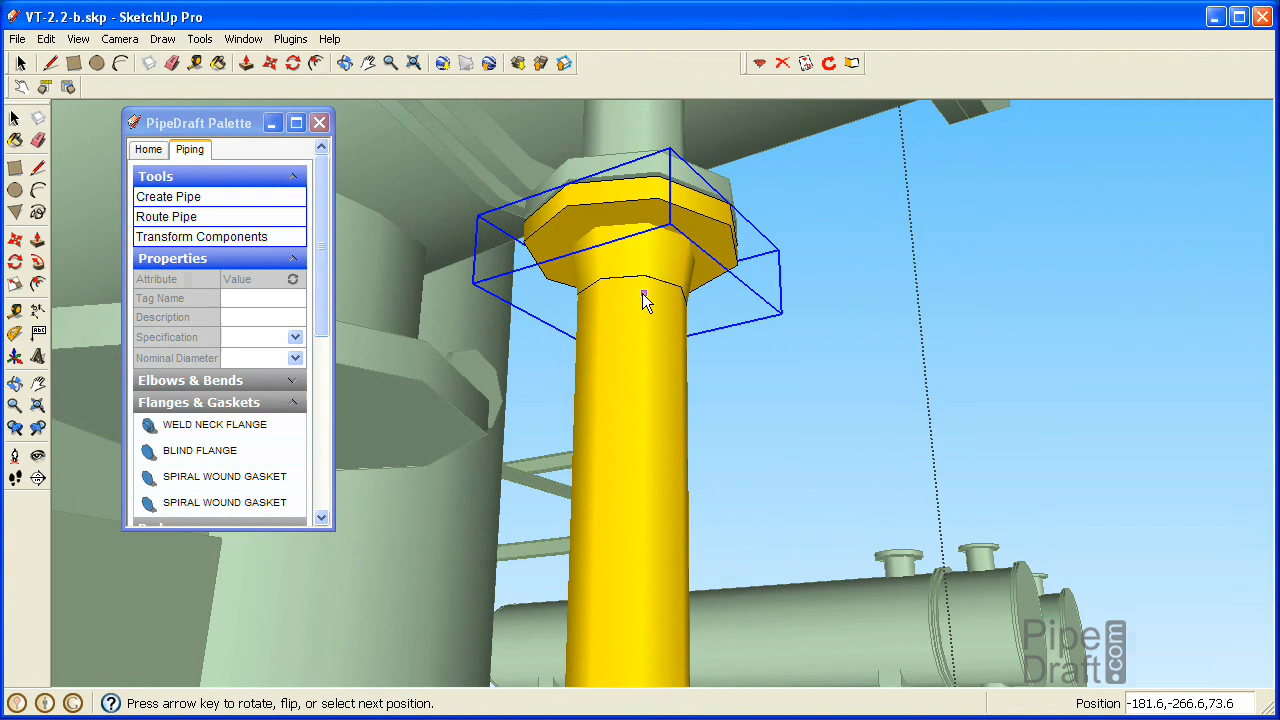 VT-2.2-b.skp - SketchUp Pro
File Edit View Camera Draw Tools Window Plugins Help
PipeDraft Palette
Home Piping
Tools
Create Pipe
Route Pipe
Transform Components
Properties
Attribute Value
Tag Name
Description
Specification
Nominal Diameter
Elbows & Bends
Flanges & Gaskets
WELD NECK FLANGE
BLIND FLANGE
SPIRAL WOUND GASKET
SPIRAL WOUND GASKET
Pipe
Draft.com
Press arrow key to rotate, flip, or select next position.
Position -181.6,-266.6,73.6